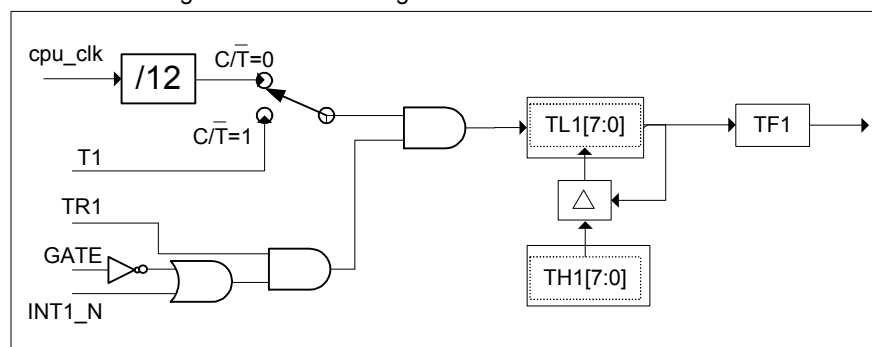 cpu_clk
/12
C/T̅=0
C/T̅=1
T1
TR1
GATE
INT1_N
TL1[7:0]
TF1
△
TH1[7:0]